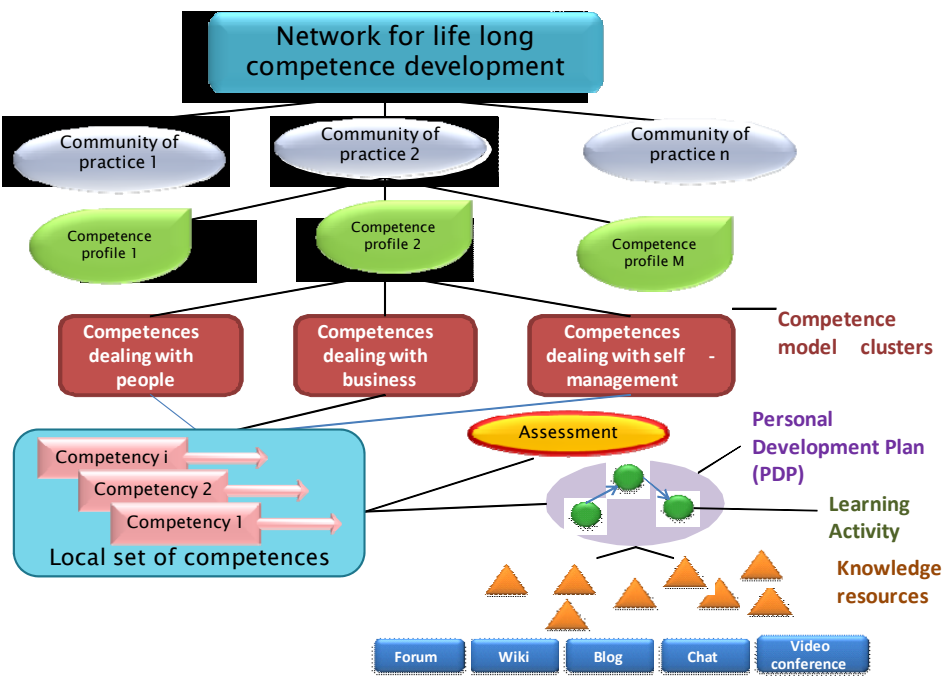 Network for life long
competence development
Community of
practice 1
Community of
practice 2
Community of
practice n
Competence
profile 1
Competence
profile 2
Competence
profile M
Competences
dealing with
people
Competences
dealing with
business
Competences
dealing with self -
management
Competence
model clusters
Assessment
Personal
Development Plan
(PDP)
Competency i
Competency 2
Competency 1
Local set of competences
Learning
Activity
Knowledge
resources
Forum
Wiki
Blog
Chat
Video
conference